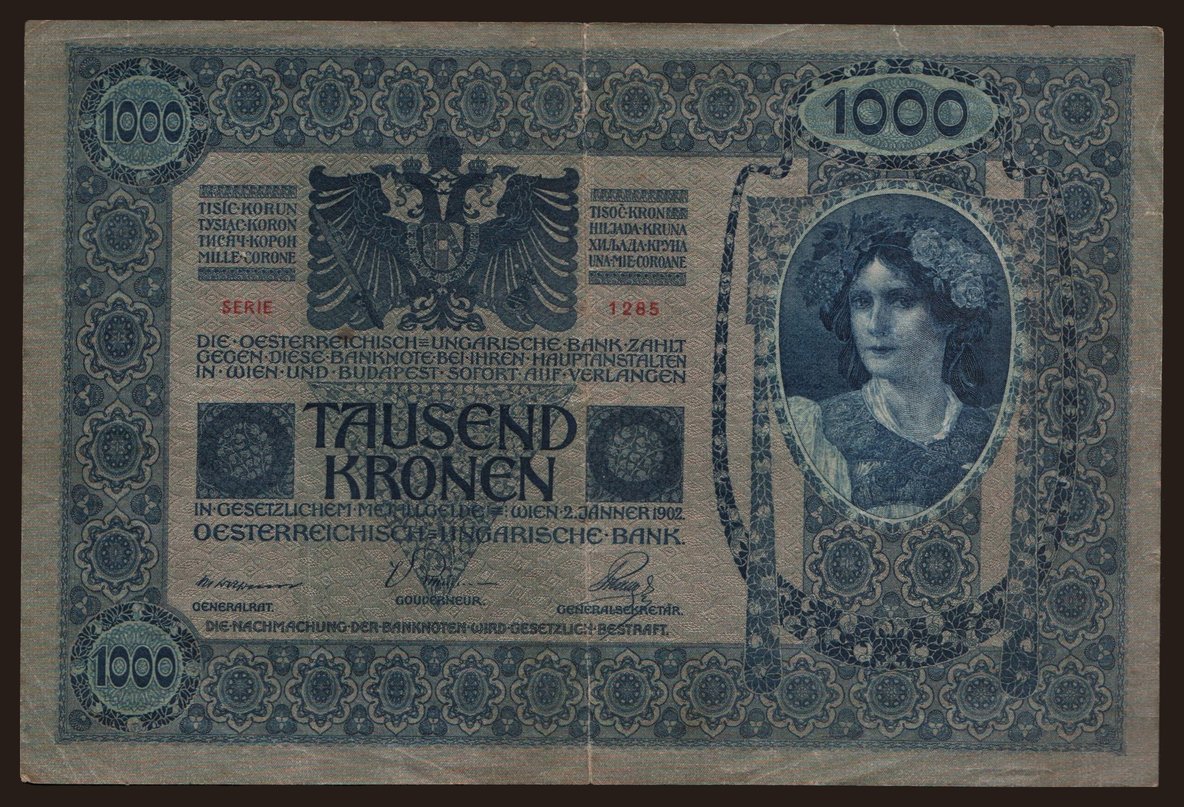 1000
1000
TISÍC·KORUN
TYSIĄC·KORON
ТИСЯЧ·КОРОН
MILLE·CORONE
TISOČ·KRON
HILJADA·KRUNA
ХИЉАДА·КРУНА
UNA·MIE·COROANE
SERIE 1285
DIE·OESTERREICHISCH=UNGARISCHE·BANK·ZAHLT
GEGEN·DIESE·BANKNOTE·BEI·IHREN·HAUPTANSTALTEN
IN·WIEN·UND·BUDAPEST·SOFORT·AUF·VERLANGEN
TAUSEND
KRONEN
IN·GESETZLICHEM·METALLGELDE·=·WIEN 2. JÄNNER 1902.
OESTERREICHISCH=UNGARISCHE·BANK.
GENERALRAT.
GOUVERNEUR.
GENERALSEKRETÄR.
DIE·NACHMACHUNG·DER·BANKNOTEN·WIRD·GESETZLICH·BESTRAFT.
1000